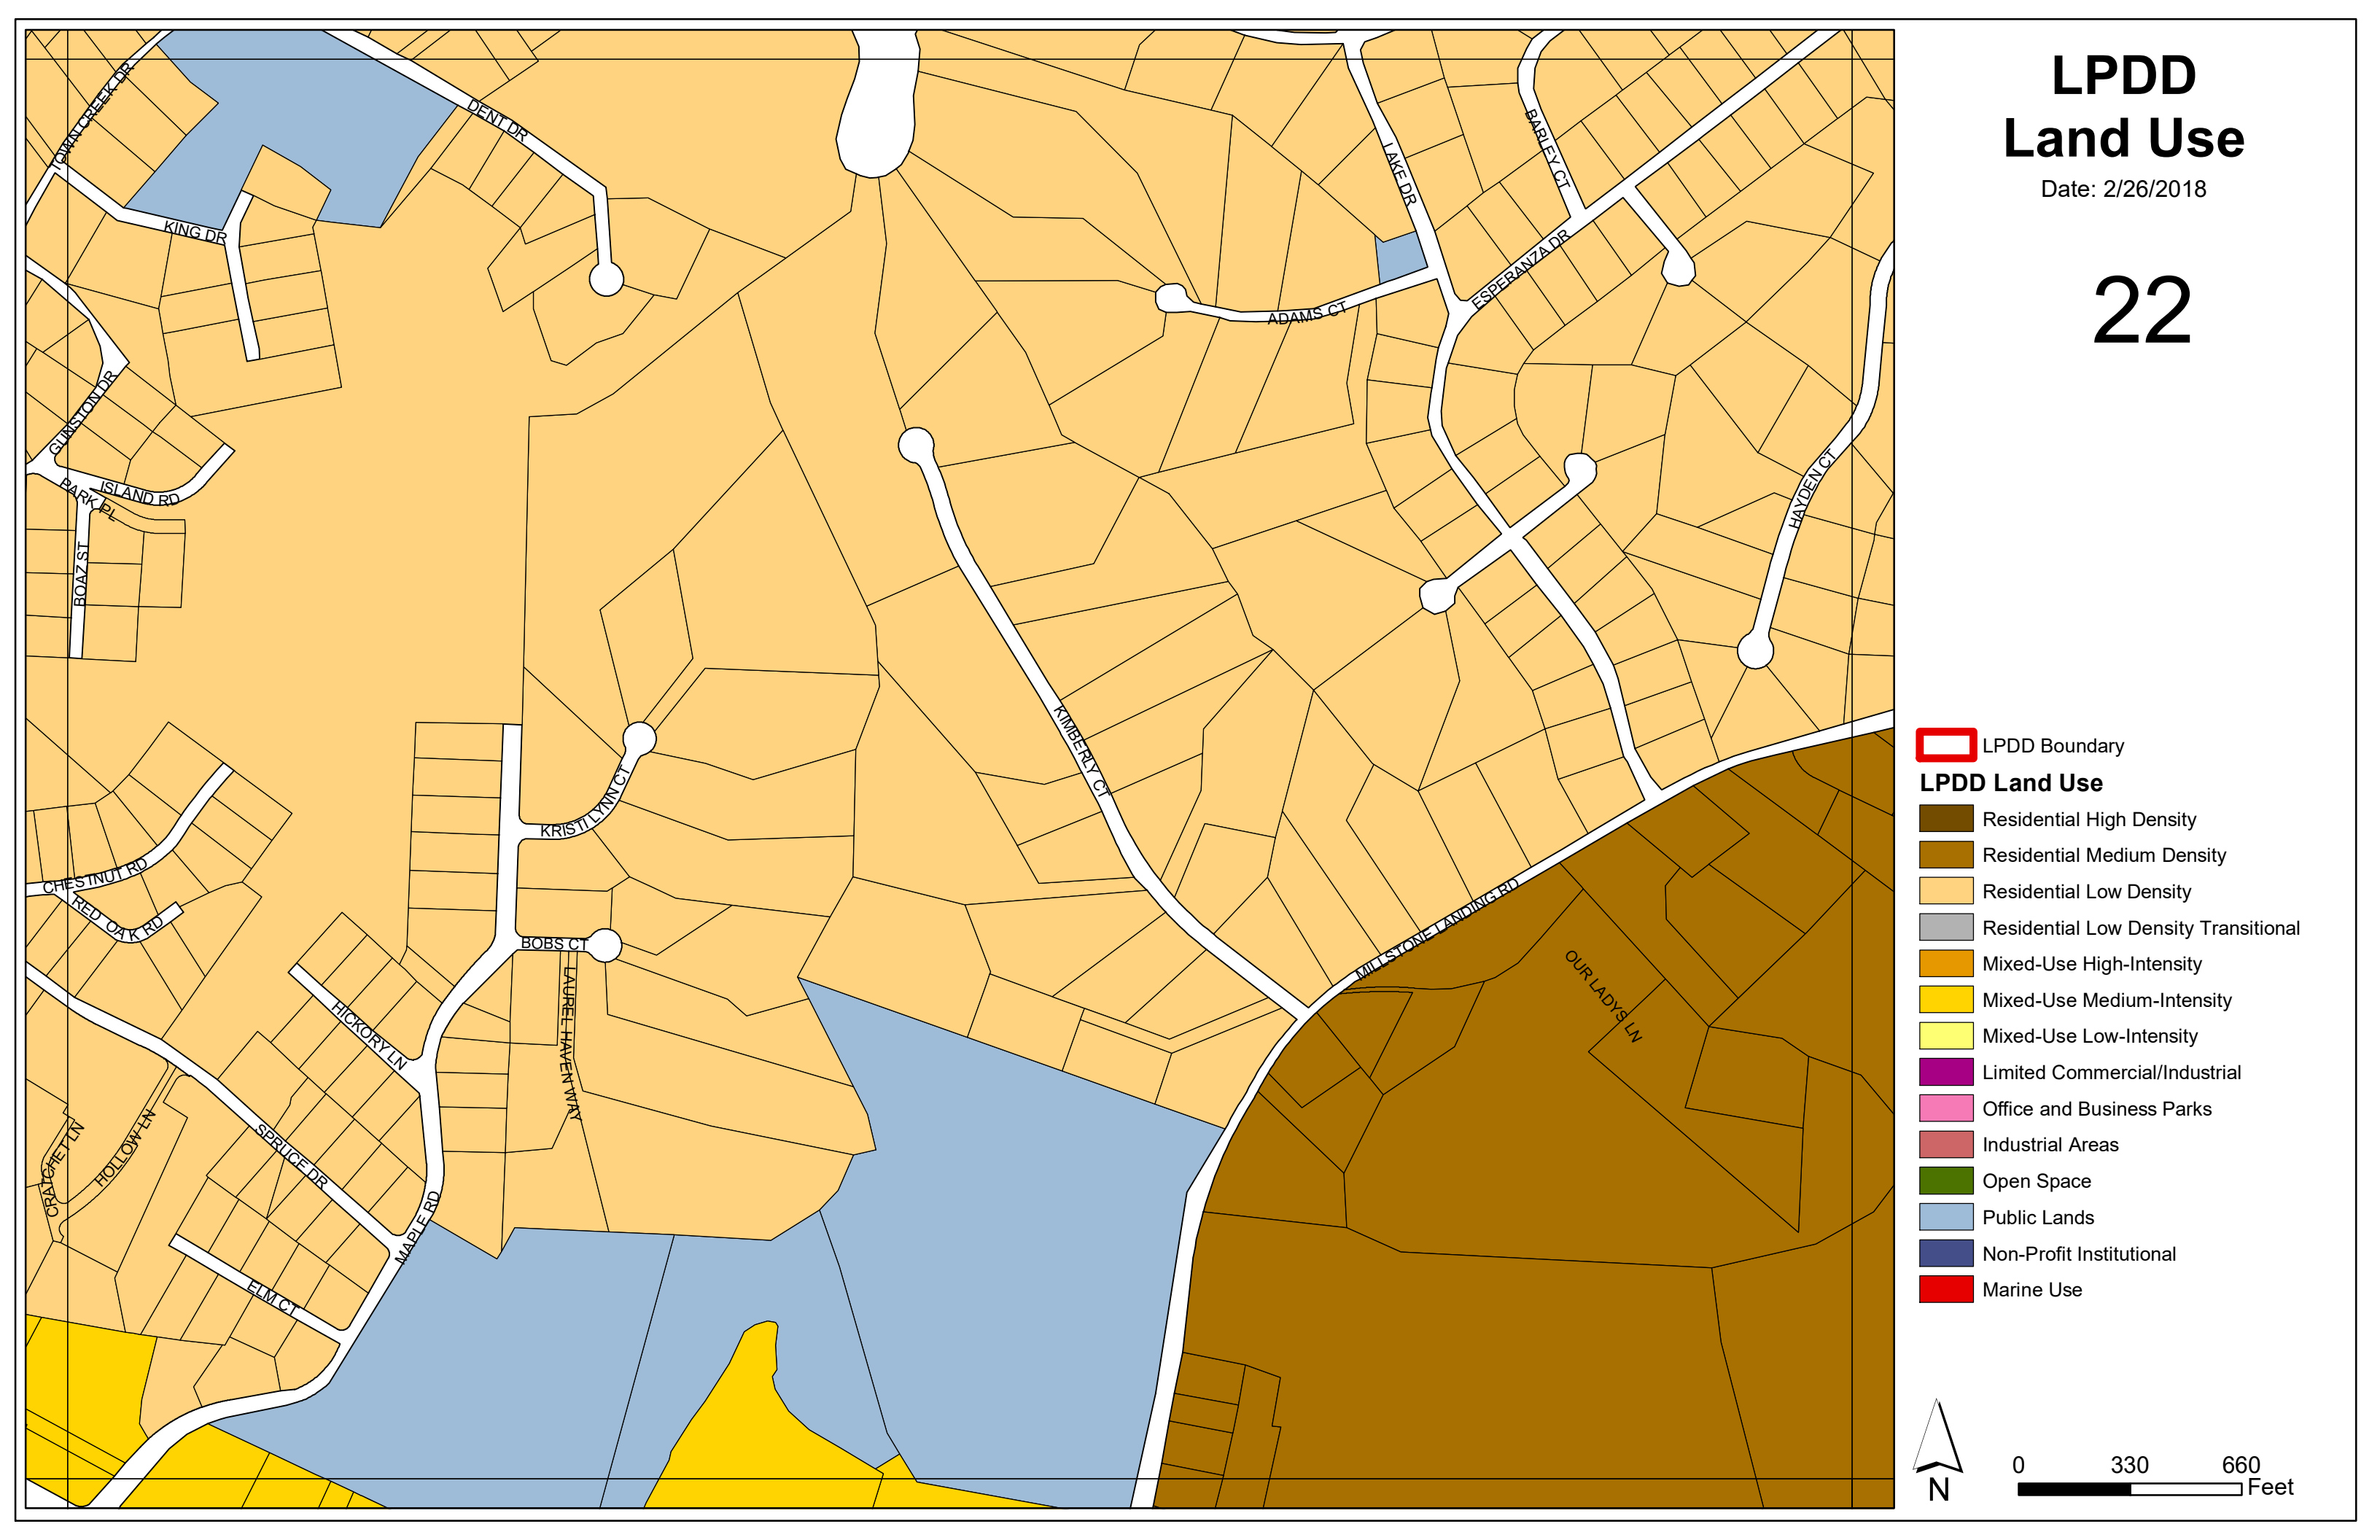 LPDD
Land Use
Date: 2/26/2018
22
TOWN CREEK DR
DENT DR
KING DR
LAKE DR
BARLEY CT
ESPERANZA DR
ADAMS CT
GUNSTON DR
ISLAND RD
PARK PL
BOAZ ST
HAYDEN CT
KIMBERLY CT
KRISTI LYNN CT
CHESTNUT RD
RED OAK RD
BOBS CT
LAUREL HAVEN WAY
HICKORY LN
MILLSTONE LANDING RD
OUR LADYS LN
CRATCHET LN
HOLLOW LN
SPRUCE DR
MAPLE RD
ELM CT
LPDD Boundary
LPDD Land Use
Residential High Density
Residential Medium Density
Residential Low Density
Residential Low Density Transitional
Mixed-Use High-Intensity
Mixed-Use Medium-Intensity
Mixed-Use Low-Intensity
Limited Commercial/Industrial
Office and Business Parks
Industrial Areas
Open Space
Public Lands
Non-Profit Institutional
Marine Use
N
0 330 660
Feet